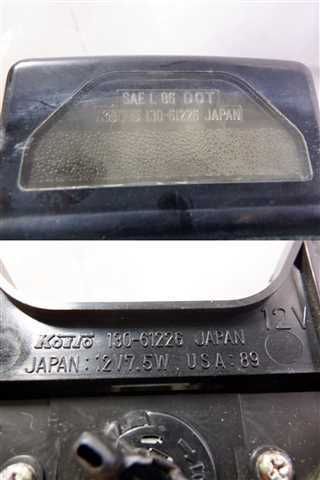 SAE L 86 DOT
130-61226 JAPAN
KOITO 130-61226 JAPAN
12V
JAPAN:12V7.5W USA:89